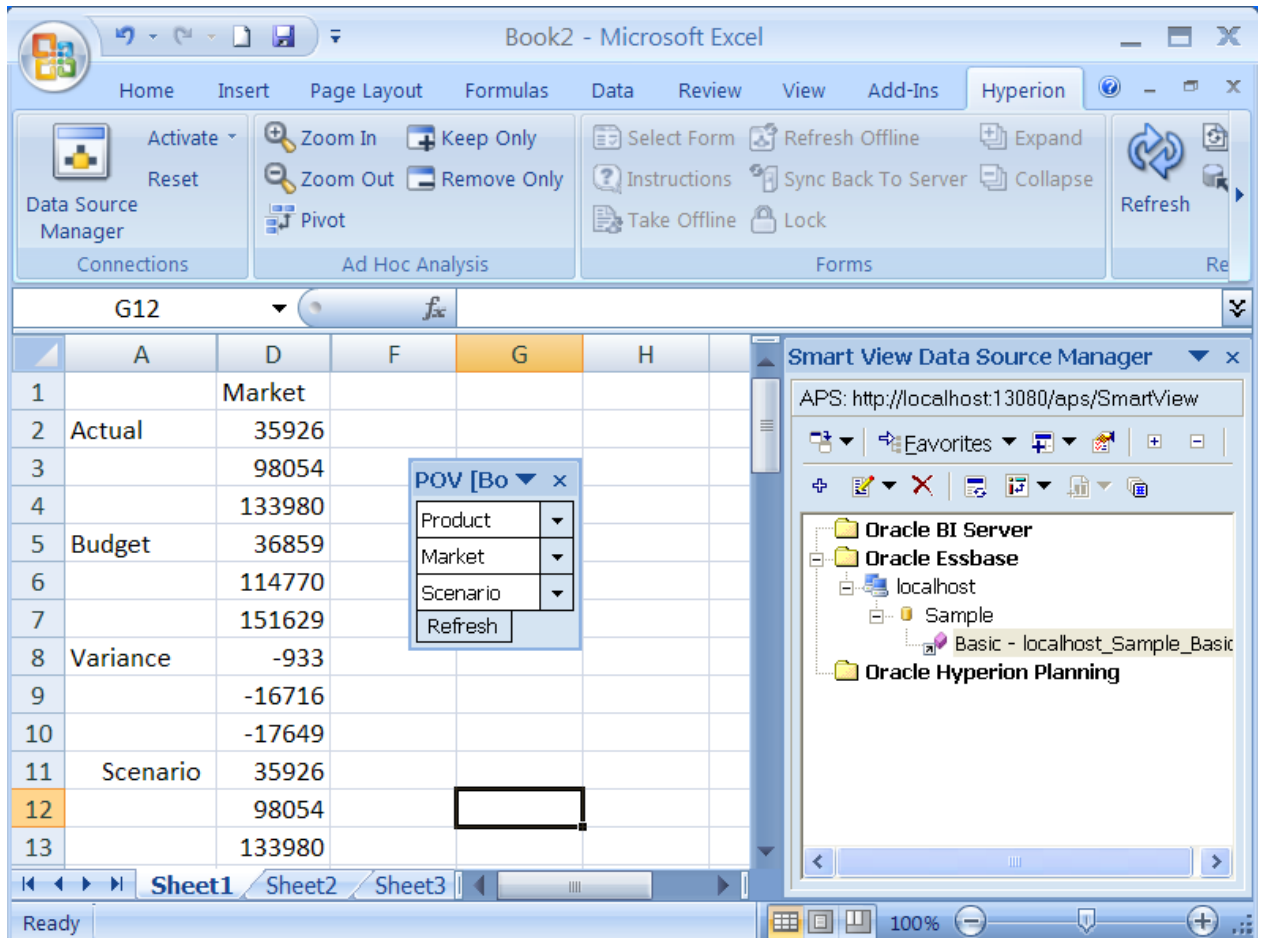 Book2 - Microsoft Excel
Home Insert Page Layout Formulas Data Review View Add-Ins Hyperion
Activate Zoom In Keep Only Select Form Refresh Offline Expand
Reset Zoom Out Remove Only Instructions Sync Back To Server Collapse
Data Source Manager Pivot Take Offline Lock Refresh
Connections Ad Hoc Analysis Forms Re
G12 fx
A D F G H
Smart View Data Source Manager
1 Market
APS: http://localhost:13080/aps/SmartView
2 Actual 35926
Favorites
3 98054
POV [Bo
4 133980
Product
5 Budget 36859
Market
6 114770
Scenario
7 151629
Refresh
8 Variance -933
9 -16716
10 -17649
11 Scenario 35926
12 98054
13 133980
Oracle BI Server
Oracle Essbase
localhost
Sample
Basic - localhost_Sample_Basic
Oracle Hyperion Planning
Sheet1 Sheet2 Sheet3
Ready 100%